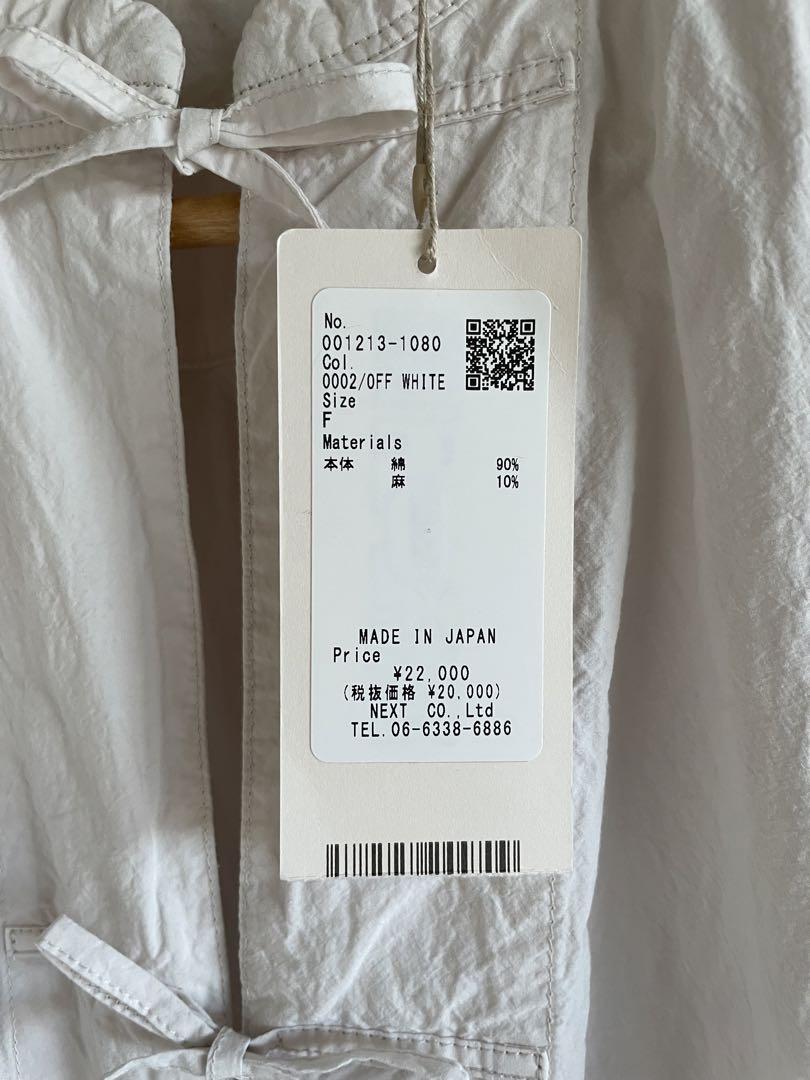 No.
001213-1080
Col.
0002/OFF WHITE
Size
F
Materials
本体 綿 90%
麻 10%
MADE IN JAPAN
Price
¥22,000
(税抜価格 ¥20,000)
NEXT CO.,Ltd
TEL.06-6338-6886